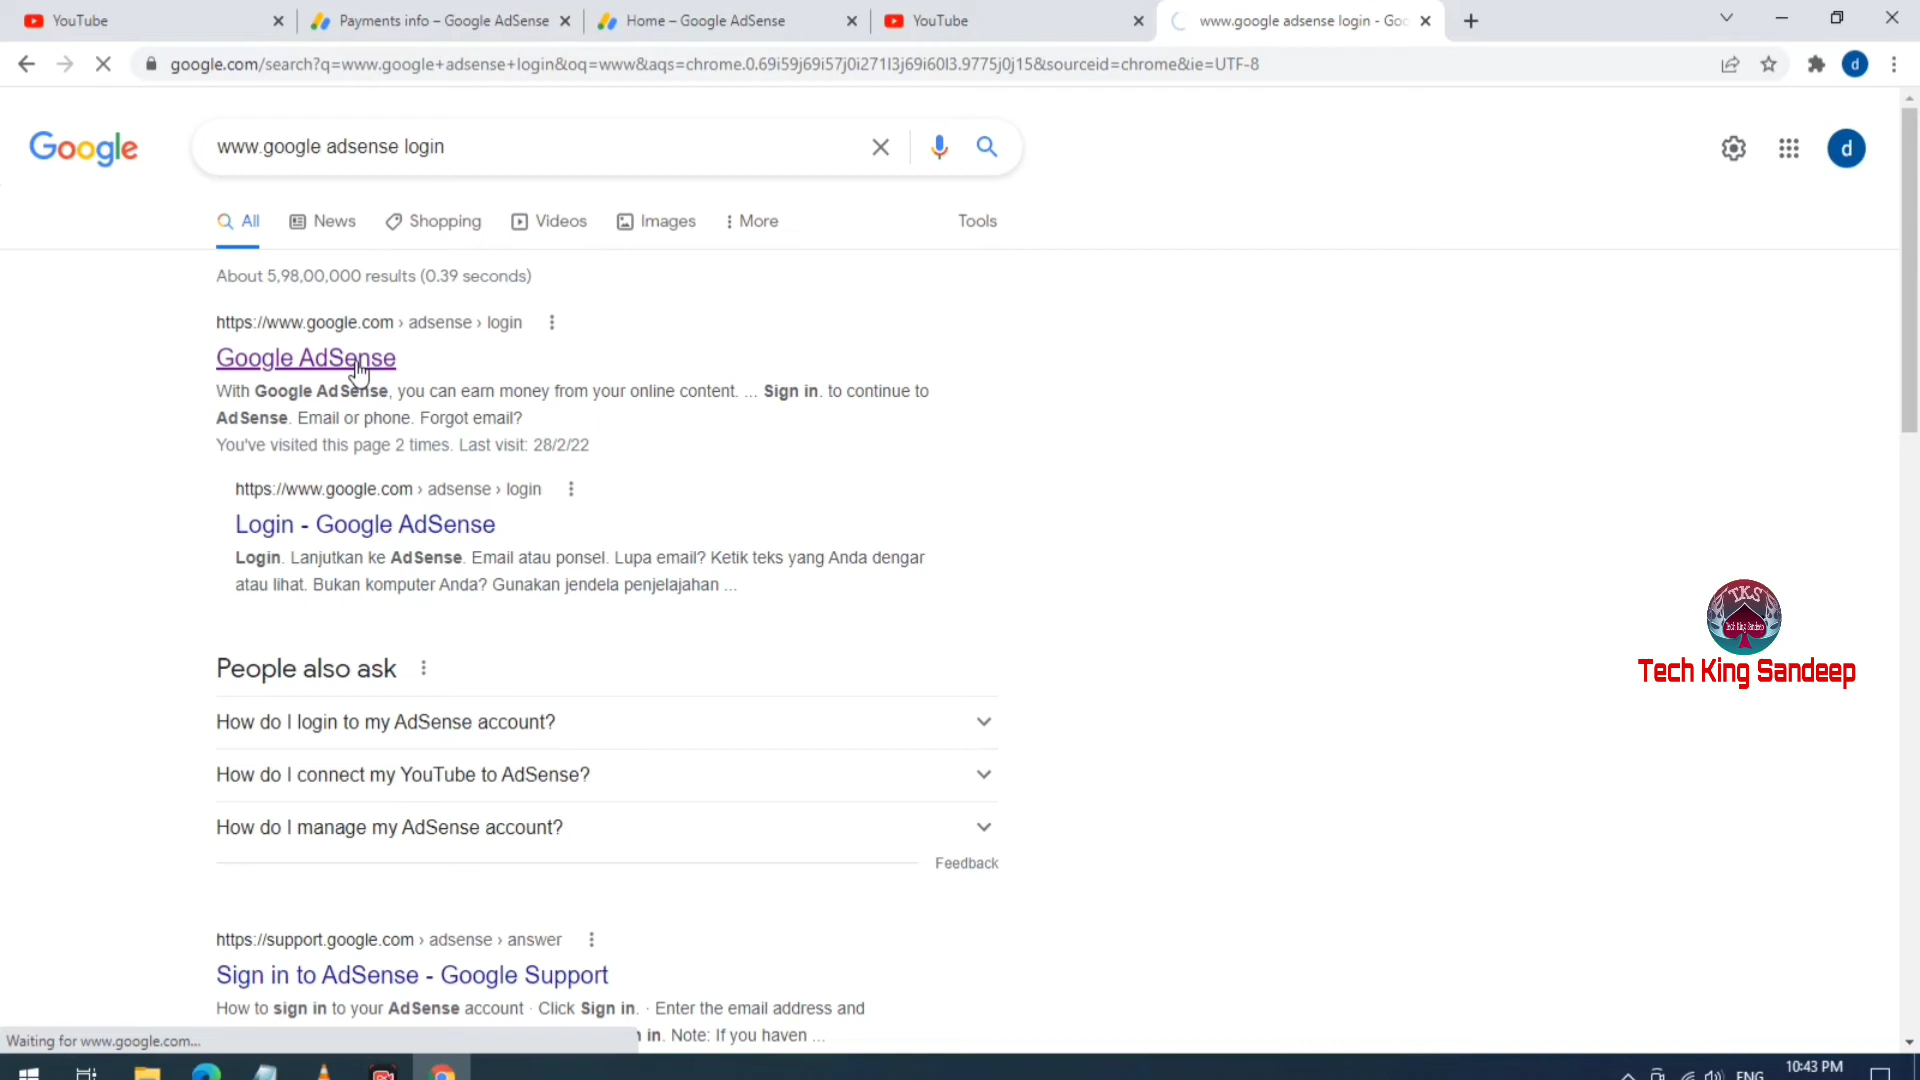 YouTube
Payments info – Google AdSense
Home – Google AdSense
YouTube
www.google adsense login - Goo
google.com/search?q=www.google+adsense+login&oq=www&aqs=chrome.0.69i59j69i57j0i271l3j69i60l3.9775j0j15&sourceid=chrome&ie=UTF-8
d
Google
www.google adsense login
d
All
News
Shopping
Videos
Images
More
Tools
About 5,98,00,000 results (0.39 seconds)
https://www.google.com › adsense › login
Google AdSense
With Google AdSense, you can earn money from your online content. ... Sign in. to continue to
AdSense. Email or phone. Forgot email?
You've visited this page 2 times. Last visit: 28/2/22
https://www.google.com › adsense › login
Login - Google AdSense
Login. Lanjutkan ke AdSense. Email atau ponsel. Lupa email? Ketik teks yang Anda dengar
atau lihat. Bukan komputer Anda? Gunakan jendela penjelajahan ...
TKS
Tech King Sandeep
Tech King Sandeep
People also ask
How do I login to my AdSense account?
How do I connect my YouTube to AdSense?
How do I manage my AdSense account?
Feedback
https://support.google.com › adsense › answer
Sign in to AdSense - Google Support
How to sign in to your AdSense account · Click Sign in. · Enter the email address and
in. Note: If you haven ...
Waiting for www.google.com...
ENG
10:43 PM